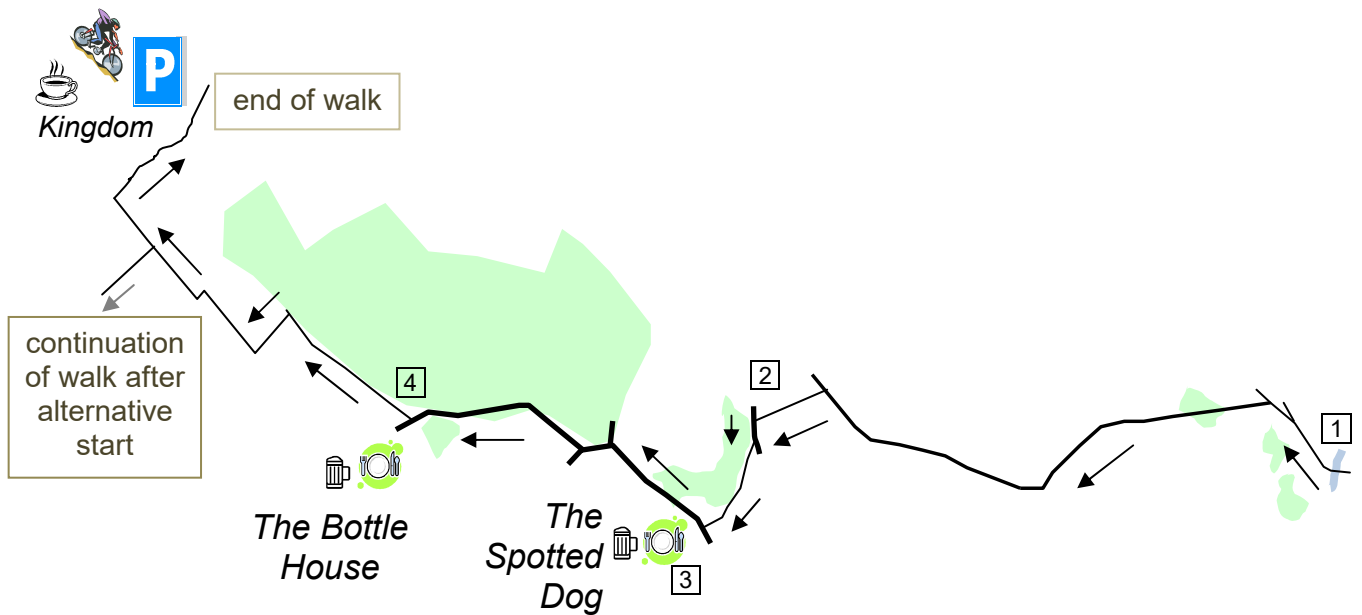 P
Kingdom
end of walk
continuation
of walk after
alternative
start
4
The Bottle
House
The
Spotted
Dog
3
2
1